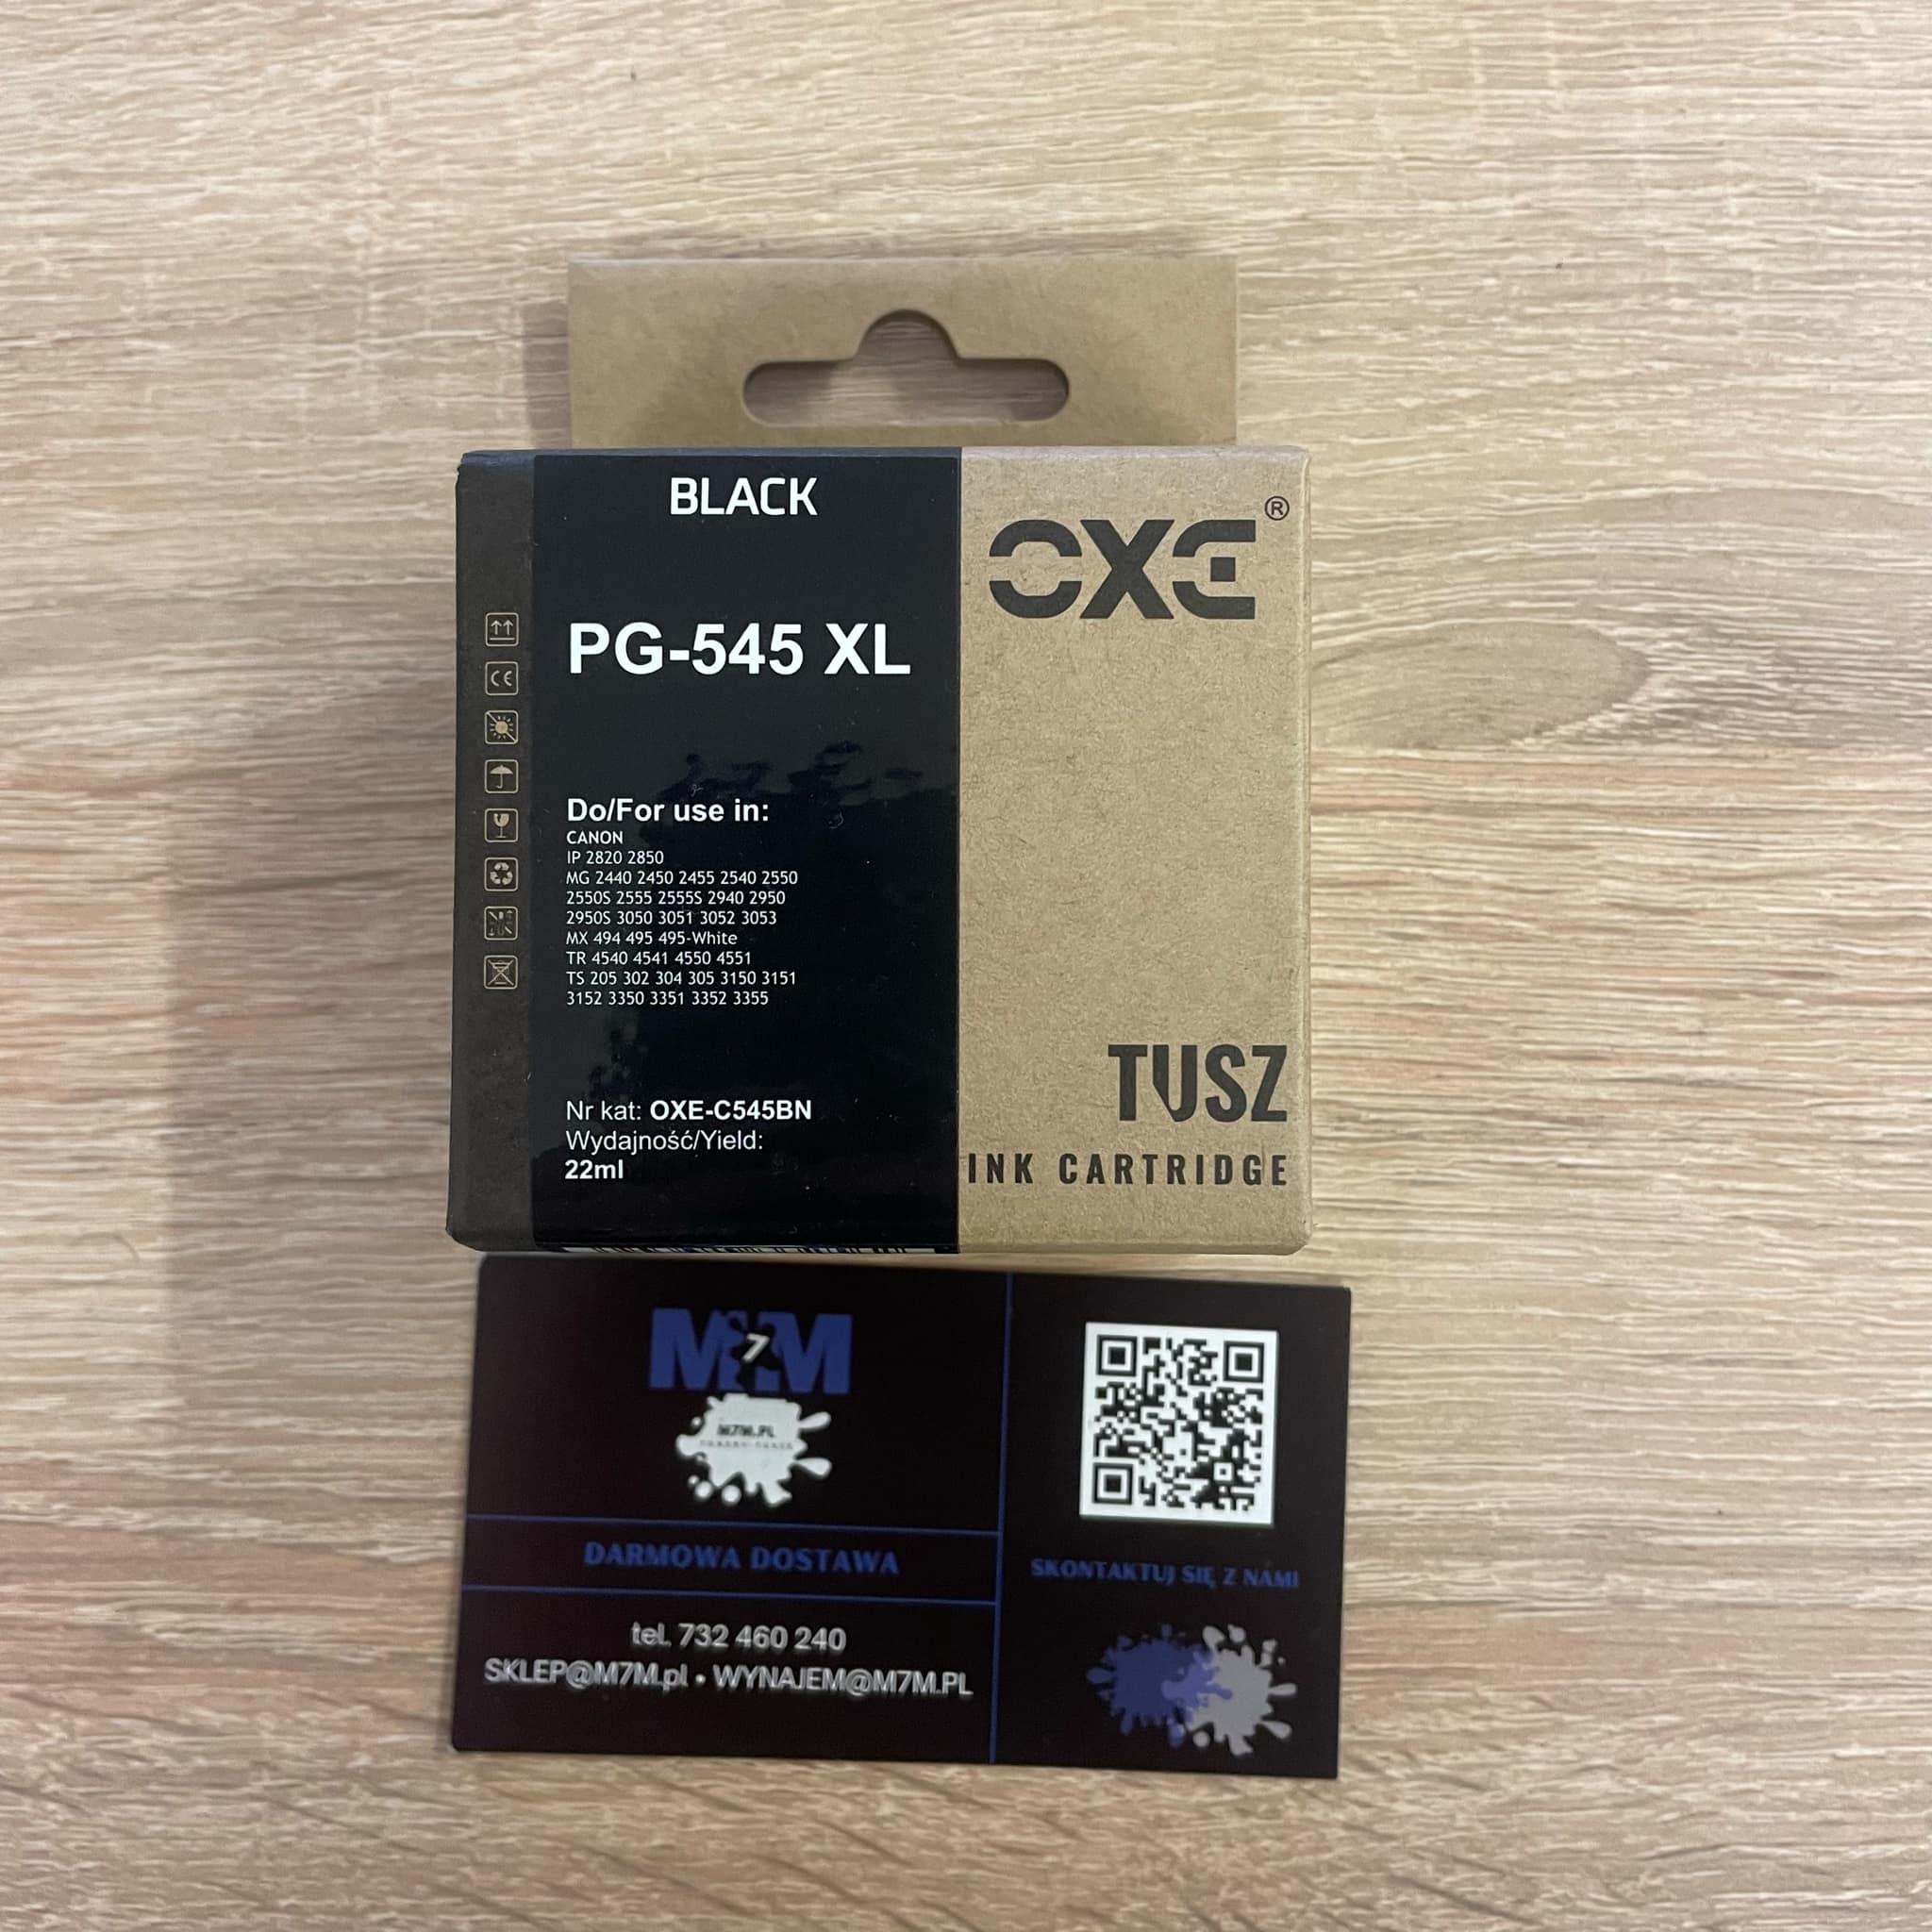 BLACK
PG-545 XL
Do/For use in:
CANON
IP 2820 2850
MG 2440 2450 2455 2540 2550
2550S 2555 2555S 2940 2950
2950S 3050 3051 3052 3053
MX 494 495 495-White
TR 4540 4541 4550 4551
TS 205 302 304 305 3150 3151
3152 3350 3351 3352 3355
Nr kat: OXE-C545BN
Wydajność/Yield:
22ml
OXE®
TUSZ
INK CARTRIDGE
CE
M7M
M7M.PL
DARMOWA DOSTAWA
tel. 732 460 240
SKLEP@M7M.pl • WYNAJEM@M7M.PL
SKONTAKTUJ SIĘ Z NAMI